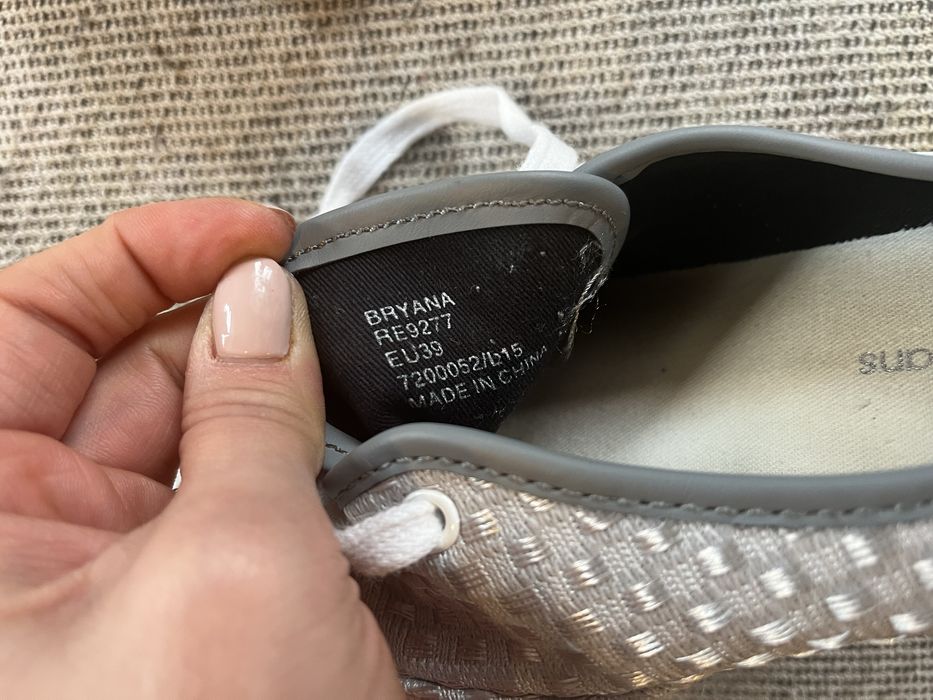 BRYANA
RE9277
EU39
7200052/b15
MADE IN CHINA